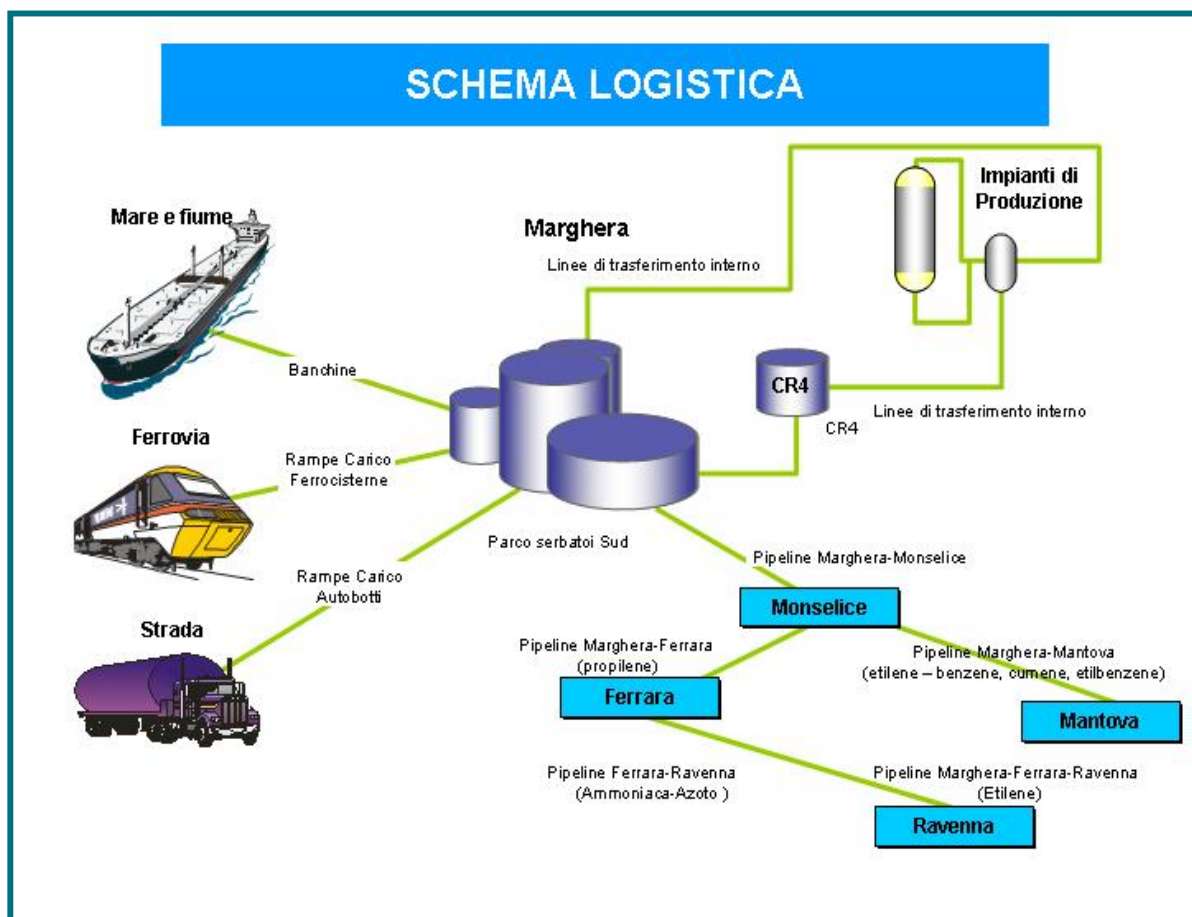 SCHEMA LOGISTICA
Mare e fiume
Marghera
Linee di trasferimento interno
Impianti di
Produzione
Banchine
CR4
CR4
Linee di trasferimento interno
Ferrovia
Rampe Carico
Ferrocisterne
Parco serbatoi Sud
Rampe Carico
Autobotti
Strada
Pipeline Marghera-Monselice
Monselice
Pipeline Marghera-Ferrara
(propilene)
Pipeline Marghera-Mantova
(etilene – benzene, cumene, etilbenzene)
Ferrara
Mantova
Pipeline Ferrara-Ravenna
(Ammoniaca-Azoto )
Pipeline Marghera-Ferrara-Ravenna
(Etilene)
Ravenna